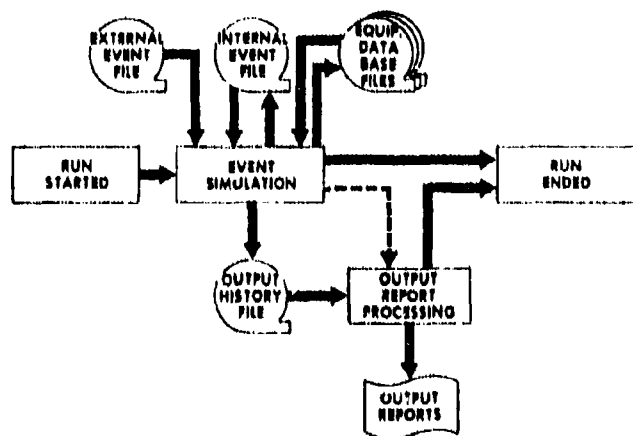 EXTERNAL
EVENT
FILE
INTERNAL
EVENT
FILE
EQUIP.
DATA
BASE
FILES
RUN
STARTED
EVENT
SIMULATION
RUN
ENDED
OUTPUT
HISTORY
FILE
OUTPUT
REPORT
PROCESSING
OUTPUT
REPORTS